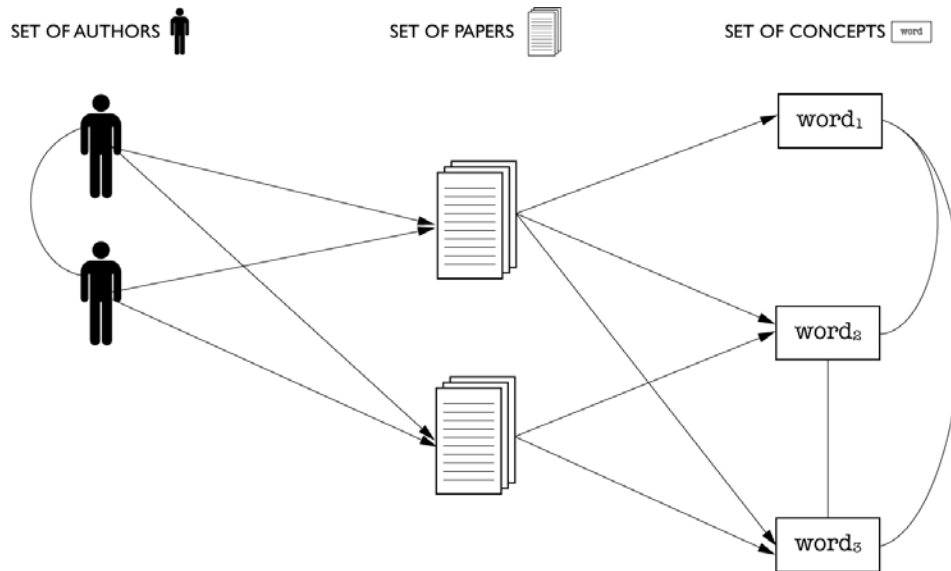 SET OF AUTHORS
SET OF PAPERS
SET OF CONCEPTS word
word₁
word₂
word₃